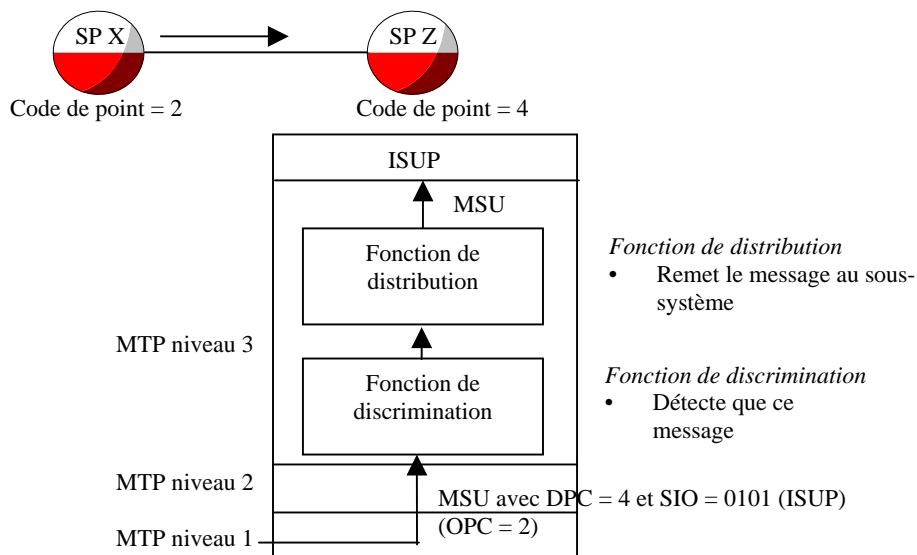 SP X
SP Z
Code de point = 2
Code de point = 4
ISUP
MSU
Fonction de
distribution
Fonction de distribution
• Remet le message au sous-
système
MTP niveau 3
Fonction de
discrimination
Fonction de discrimination
• Détecte que ce
message
MTP niveau 2
MSU avec DPC = 4 et SIO = 0101 (ISUP)
(OPC = 2)
MTP niveau 1